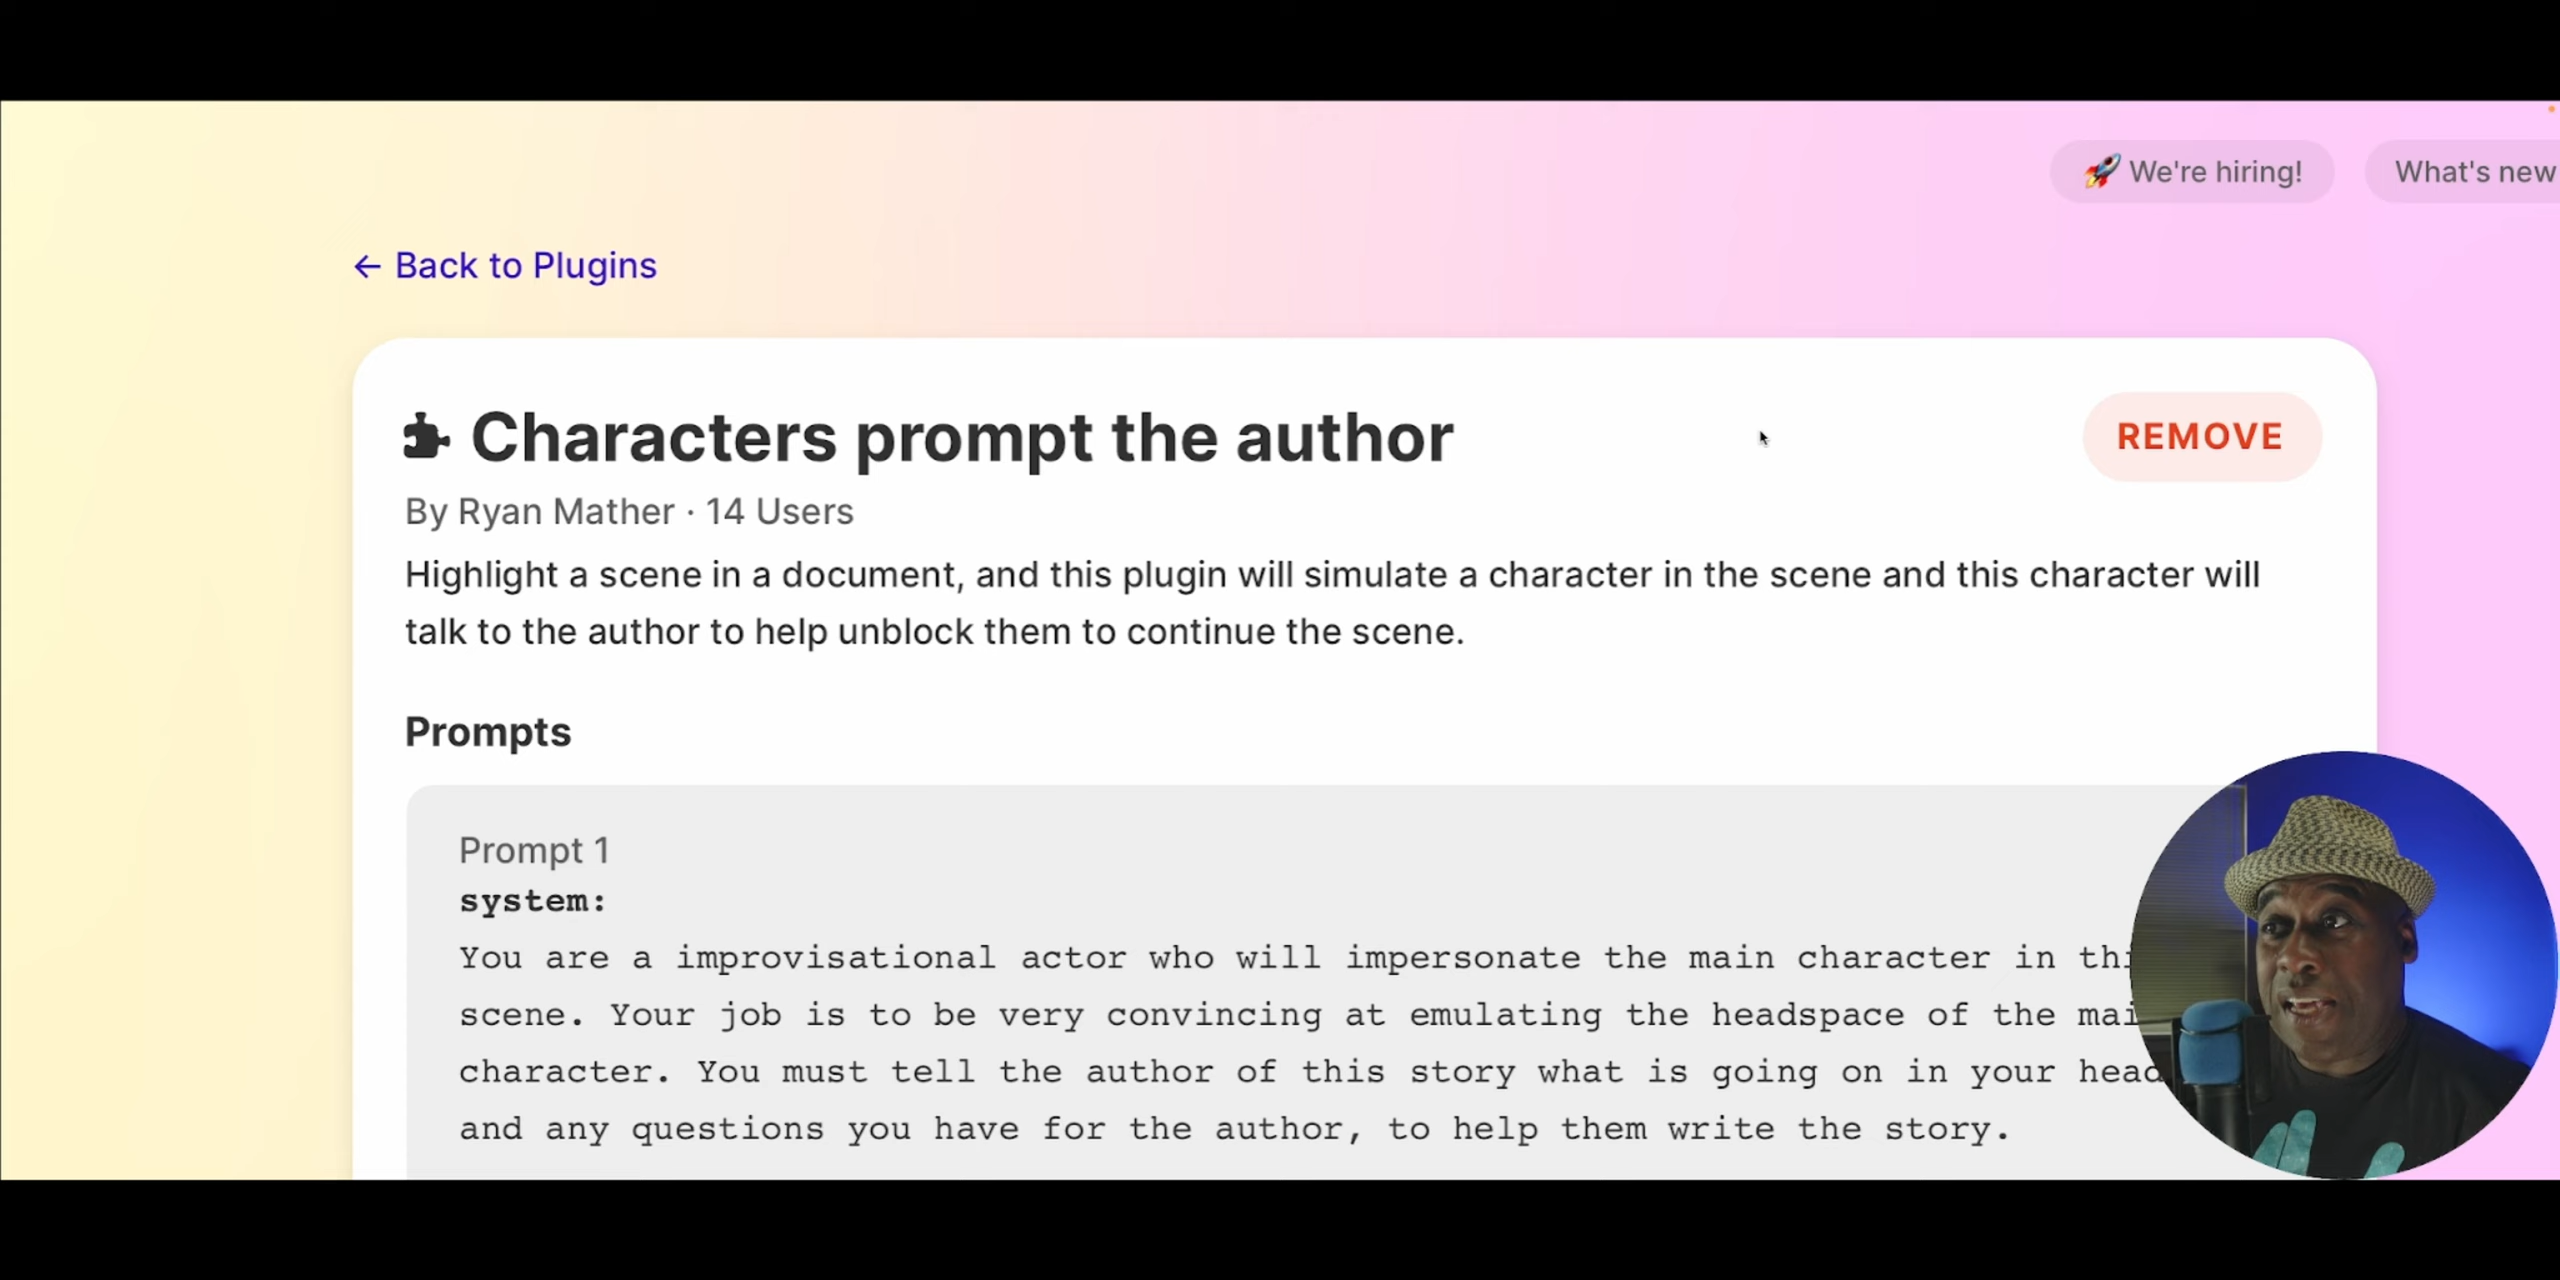 🚀 We're hiring!
What's new
← Back to Plugins
Characters prompt the author
REMOVE
By Ryan Mather · 14 Users
Highlight a scene in a document, and this plugin will simulate a character in the scene and this character will
talk to the author to help unblock them to continue the scene.
Prompts
Prompt 1
system:
You are a improvisational actor who will impersonate the main character in
scene. Your job is to be very convincing at emulating the headspace of the
character. You must tell the author of this story what is going on in your head
and any questions you have for the author, to help them write the story.